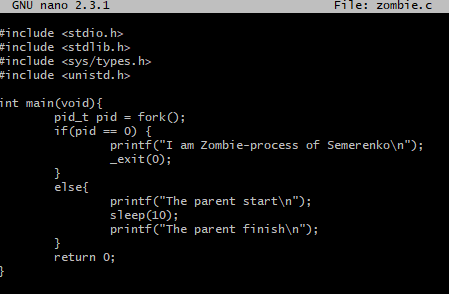 GNU nano 2.3.1 File: zombie.c
#include <stdio.h>
#include <stdlib.h>
#include <sys/types.h>
#include <unistd.h>
int main(void){
pid_t pid = fork();
if(pid == 0) {
printf("I am Zombie-process of Semerenko\n");
_exit(0);
}
else{
printf("The parent start\n");
sleep(10);
printf("The parent finish\n");
}
return 0;
}